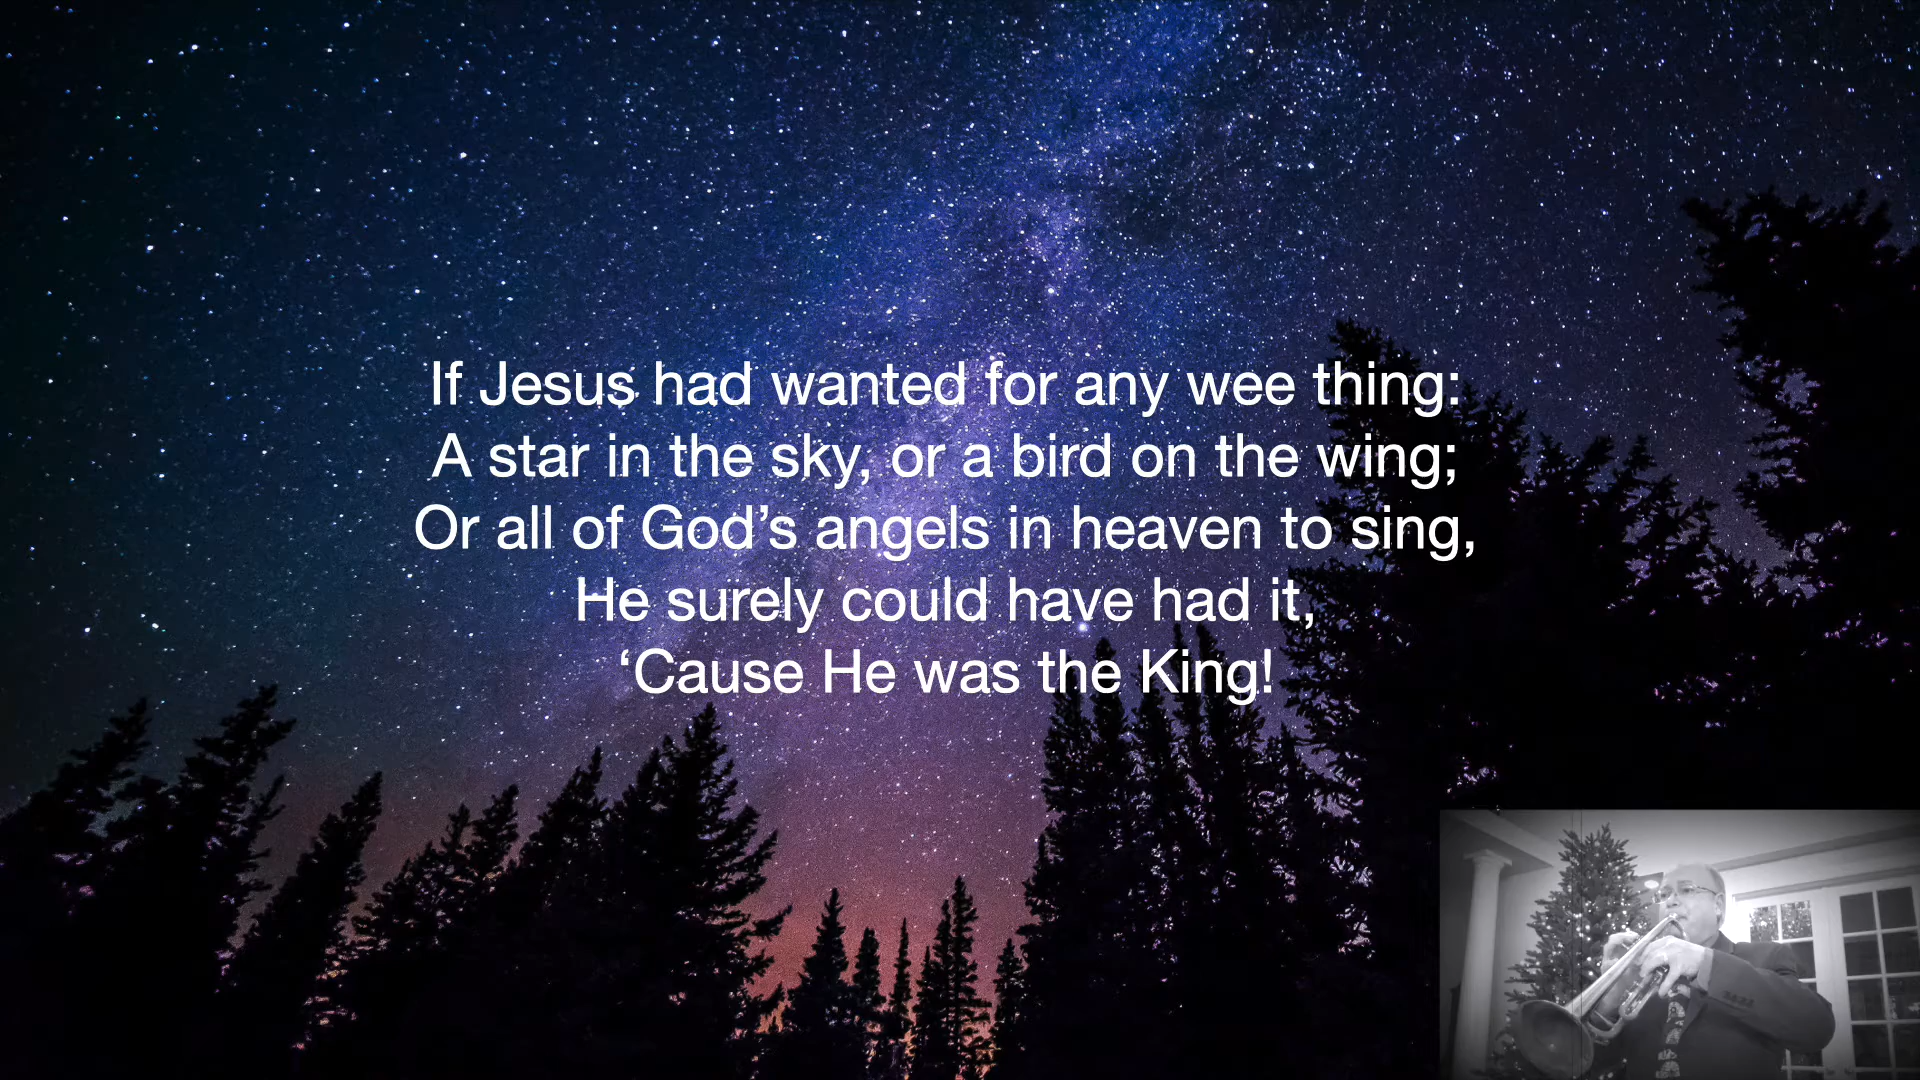 If Jesus had wanted for any wee thing:
A star in the sky, or a bird on the wing;
Or all of God’s angels in heaven to sing,
He surely could have had it,
‘Cause He was the King!